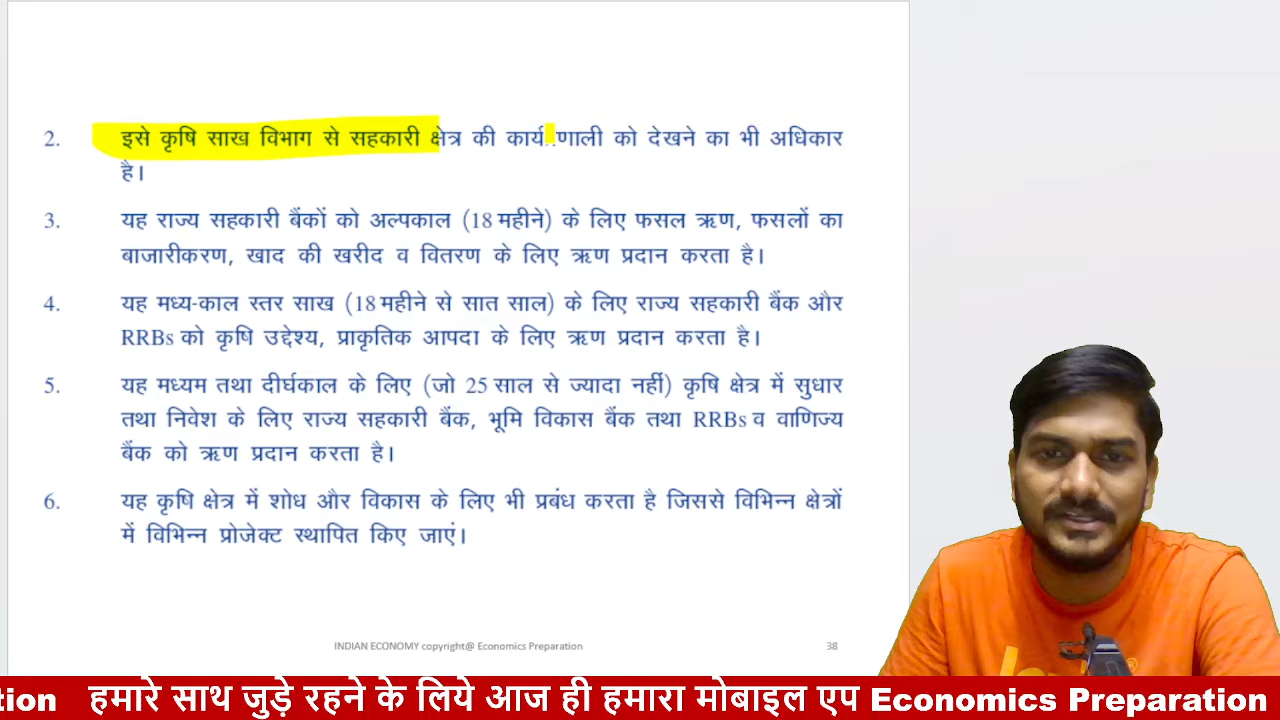 2. इसे कृषि साख विभाग से सहकारी क्षेत्र की कार्यप्रणाली को देखने का भी अधिकार
है।
3. यह राज्य सहकारी बैंकों को अल्पकाल (18 महीने) के लिए फसल ऋण, फसलों का
बाजारीकरण, खाद की खरीद व वितरण के लिए ऋण प्रदान करता है।
4. यह मध्य-काल स्तर साख (18 महीने से सात साल) के लिए राज्य सहकारी बैंक और
RRBs को कृषि उद्देश्य, प्राकृतिक आपदा के लिए ऋण प्रदान करता है।
5. यह मध्यम तथा दीर्घकाल के लिए (जो 25 साल से ज्यादा नहीं) कृषि क्षेत्र में सुधार
तथा निवेश के लिए राज्य सहकारी बैंक, भूमि विकास बैंक तथा RRBs व वाणिज्य
बैंक को ऋण प्रदान करता है।
6. यह कृषि क्षेत्र में शोध और विकास के लिए भी प्रबंध करता है जिससे विभिन्न क्षेत्रों
में विभिन्न प्रोजेक्ट स्थापित किए जाएं।
INDIAN ECONOMY copyright@ Economics Preparation 38
tion हमारे साथ जुड़े रहने के लिये आज ही हमारा मोबाइल एप Economics Preparation